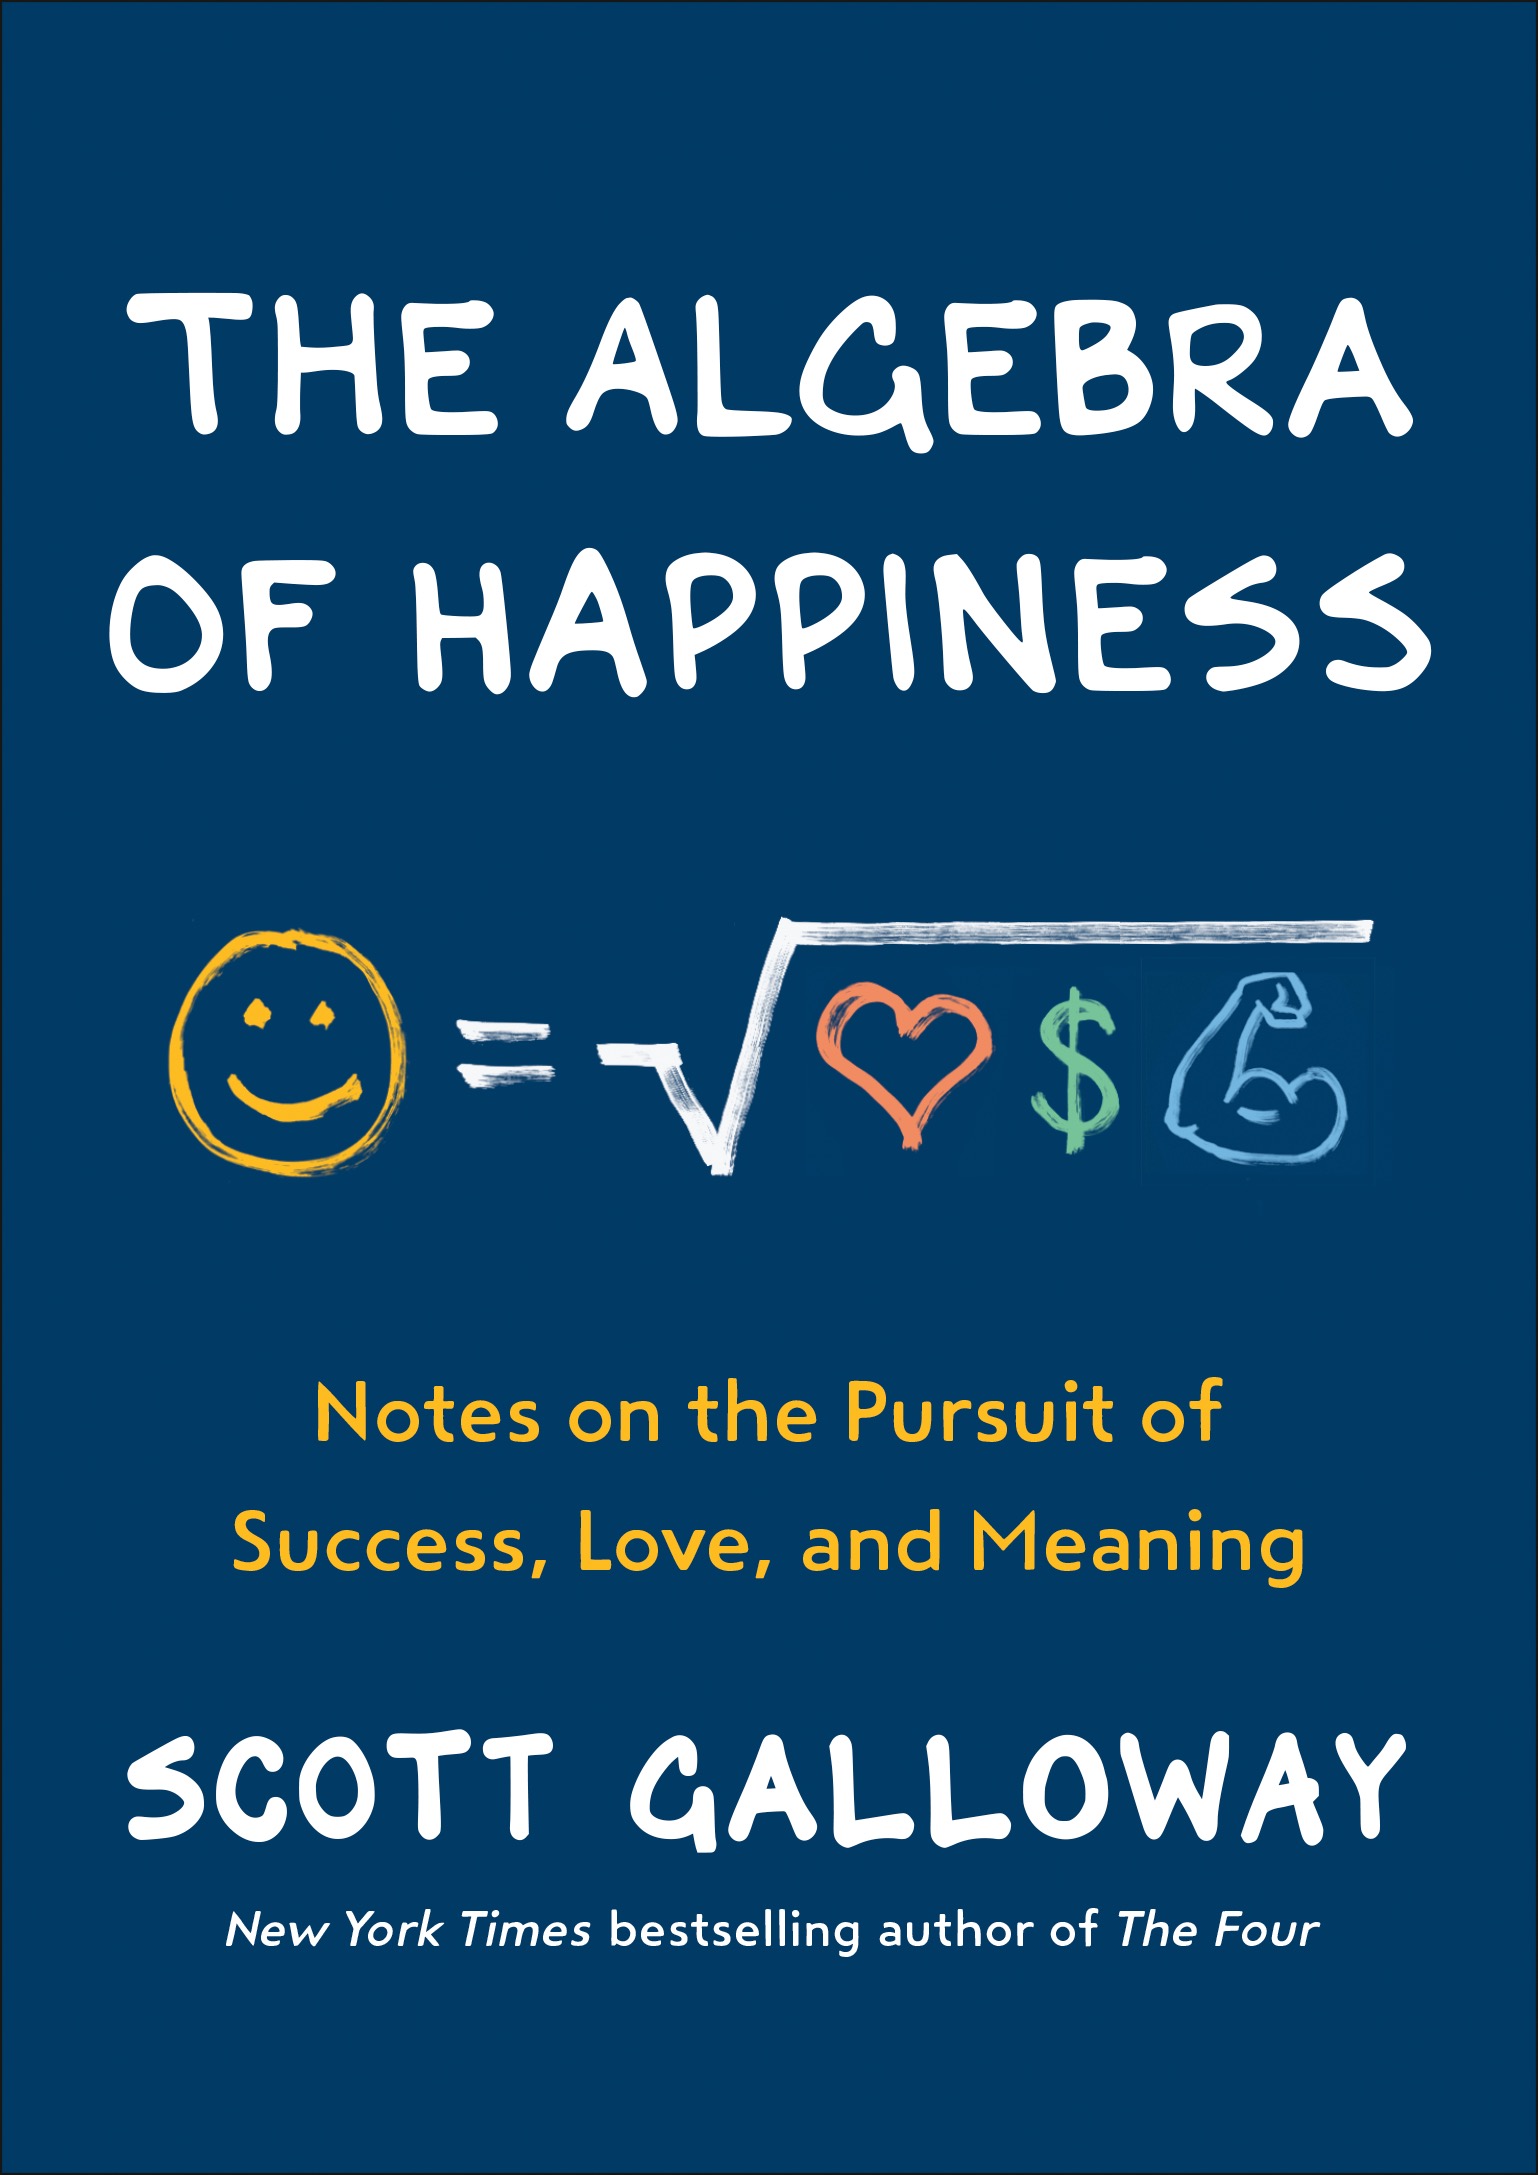 THE ALGEBRA
OF HAPPINESS
= √ $
Notes on the Pursuit of
Success, Love, and Meaning
SCOTT GALLOWAY
New York Times bestselling author of The Four